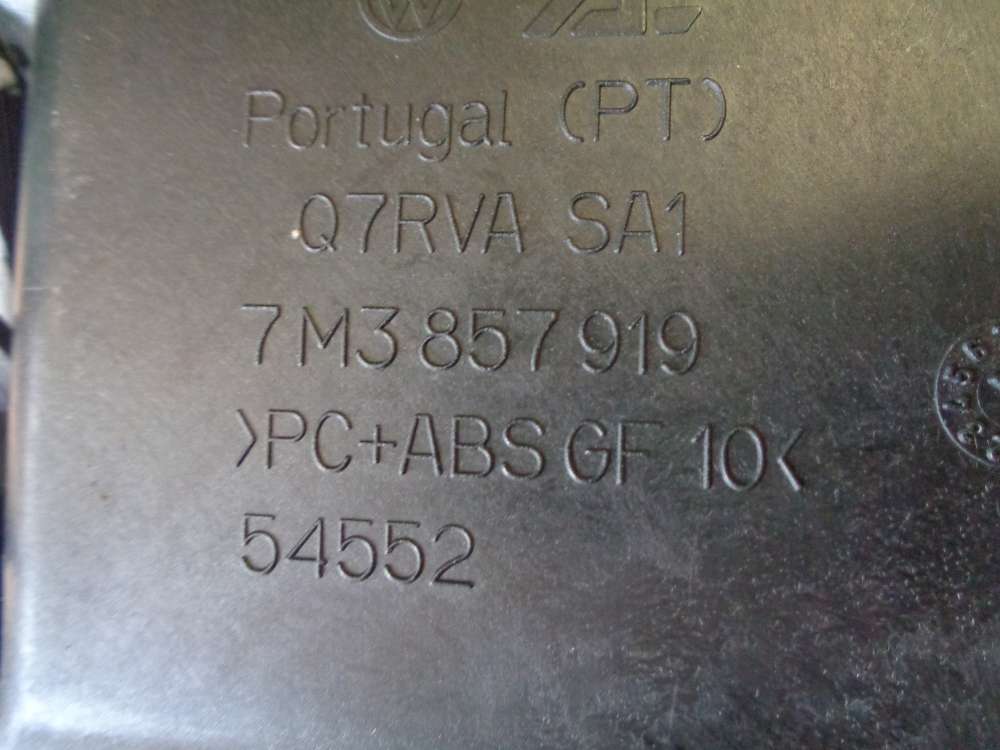 Portugal (PT)
Q7RVA SA1
7M3 857 919
>PC+ABS GF 10<
54552